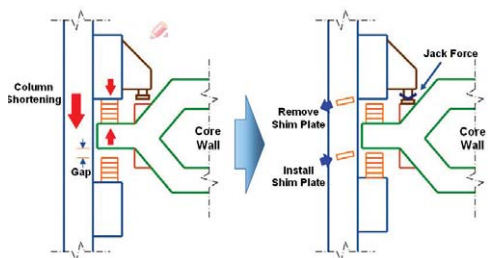 Column
Shortening
Gap
Core
Wall
Jack Force
Remove
Shim Plate
Install
Shim Plate
Core
Wall